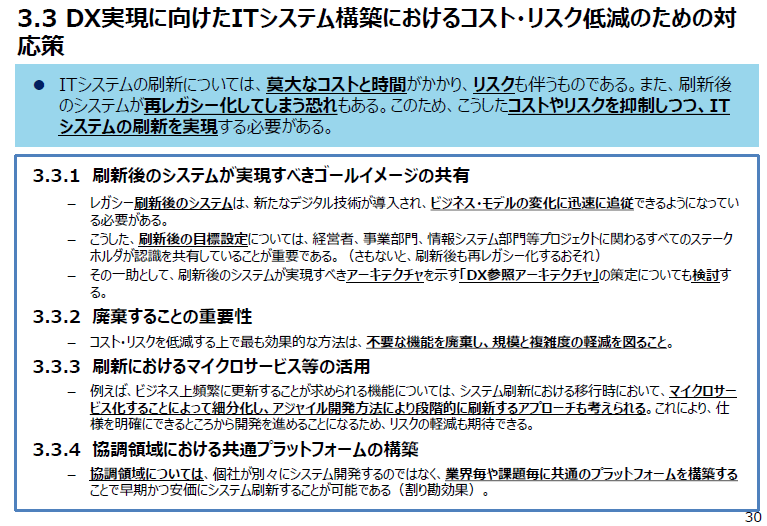 3.3 DX実現に向けたITシステム構築におけるコスト・リスク低減のための対
応策
● ITシステムの刷新については、莫大なコストと時間がかかり、リスクも伴うものである。また、刷新後
のシステムが再レガシー化してしまう恐れもある。このため、こうしたコストやリスクを抑制しつつ、IT
システムの刷新を実現する必要がある。
3.3.1 刷新後のシステムが実現すべきゴールイメージの共有
– レガシー刷新後のシステムは、新たなデジタル技術が導入され、ビジネス・モデルの変化に迅速に追従できるようになってい
る必要がある。
– こうした、刷新後の目標設定については、経営者、事業部門、情報システム部門等プロジェクトに関わるすべてのステーク
ホルダが認識を共有していることが重要である。（さもないと、刷新後も再レガシー化するおそれ）
– その一助として、刷新後のシステムが実現すべきアーキテクチャを示す「DX参照アーキテクチャ」の策定についても検討す
る。
3.3.2 廃棄することの重要性
– コスト・リスクを低減する上で最も効果的な方法は、不要な機能を廃棄し、規模と複雑度の軽減を図ること。
3.3.3 刷新におけるマイクロサービス等の活用
– 例えば、ビジネス上頻繁に更新することが求められる機能については、システム刷新における移行時において、マイクロサー
ビス化することによって細分化し、アジャイル開発方法により段階的に刷新するアプローチも考えられる。これにより、仕
様を明確にできるところから開発を進めることになるため、リスクの軽減も期待できる。
3.3.4 協調領域における共通プラットフォームの構築
– 協調領域については、個社が別々にシステム開発するのではなく、業界毎や課題毎に共通のプラットフォームを構築する
ことで早期かつ安価にシステム刷新することが可能である（割り勘効果）。
30